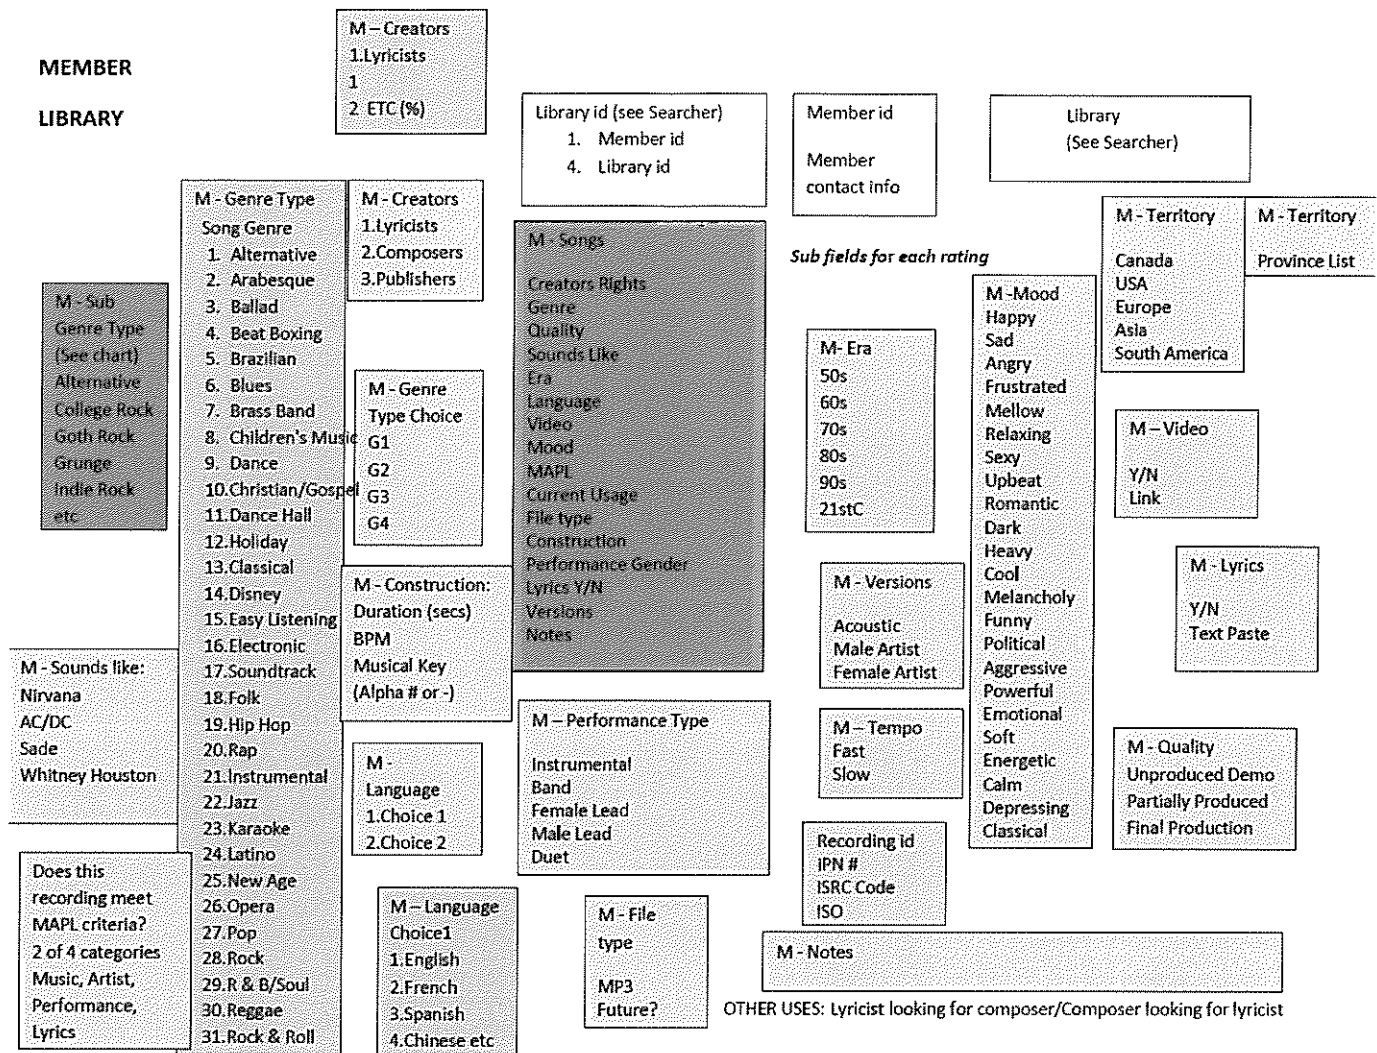 MEMBER
LIBRARY
M – Creators
1.Lyricists
1
2 ETC (%)
Library id (see Searcher)
1. Member id
4. Library id
Member id
Member
contact info
Library
(See Searcher)
M - Sub
Genre Type
(See chart)
Alternative
College Rock
Goth Rock
Grunge
Indie Rock
etc
M - Genre Type
Song Genre
1. Alternative
2. Arabesque
3. Ballad
4. Beat Boxing
5. Brazilian
6. Blues
7. Brass Band
8. Children's Music
9. Dance
10.Christian/Gospel
11.Dance Hall
12.Holiday
13.Classical
14.Disney
15.Easy Listening
16.Electronic
17.Soundtrack
18.Folk
19.Hip Hop
20.Rap
21.Instrumental
22.Jazz
23.Karaoke
24.Latino
25.New Age
26.Opera
27.Pop
28.Rock
29.R & B/Soul
30.Reggae
31.Rock & Roll
M - Creators
1.Lyricists
2.Composers
3.Publishers
M - Genre
Type Choice
G1
G2
G3
G4
M - Construction:
Duration (secs)
BPM
Musical Key
(Alpha # or -)
M -
Language
1.Choice 1
2.Choice 2
M – Language
Choice1
1.English
2.French
3.Spanish
4.Chinese etc
M - Sounds like:
Nirvana
AC/DC
Sade
Whitney Houston
Does this
recording meet
MAPL criteria?
2 of 4 categories
Music, Artist,
Performance,
Lyrics
M - Songs
Creators Rights
Genre
Quality
Sounds Like
Era
Language
Video
Mood
MAPL
Current Usage
File type
Construction
Performance Gender
Lyrics Y/N
Versions
Notes
M – Performance Type
Instrumental
Band
Female Lead
Male Lead
Duet
M - File
type
MP3
Future?
Sub fields for each rating
M- Era
50s
60s
70s
80s
90s
21stC
M - Versions
Acoustic
Male Artist
Female Artist
M – Tempo
Fast
Slow
Recording id
IPN #
ISRC Code
ISO
M -Mood
Happy
Sad
Angry
Frustrated
Mellow
Relaxing
Sexy
Upbeat
Romantic
Dark
Heavy
Cool
Melancholy
Funny
Political
Aggressive
Powerful
Emotional
Soft
Energetic
Calm
Depressing
Classical
M - Territory
Canada
USA
Europe
Asia
South America
M - Territory
Province List
M – Video
Y/N
Link
M - Lyrics
Y/N
Text Paste
M - Quality
Unproduced Demo
Partially Produced
Final Production
M - Notes
OTHER USES: Lyricist looking for composer/Composer looking for lyricist